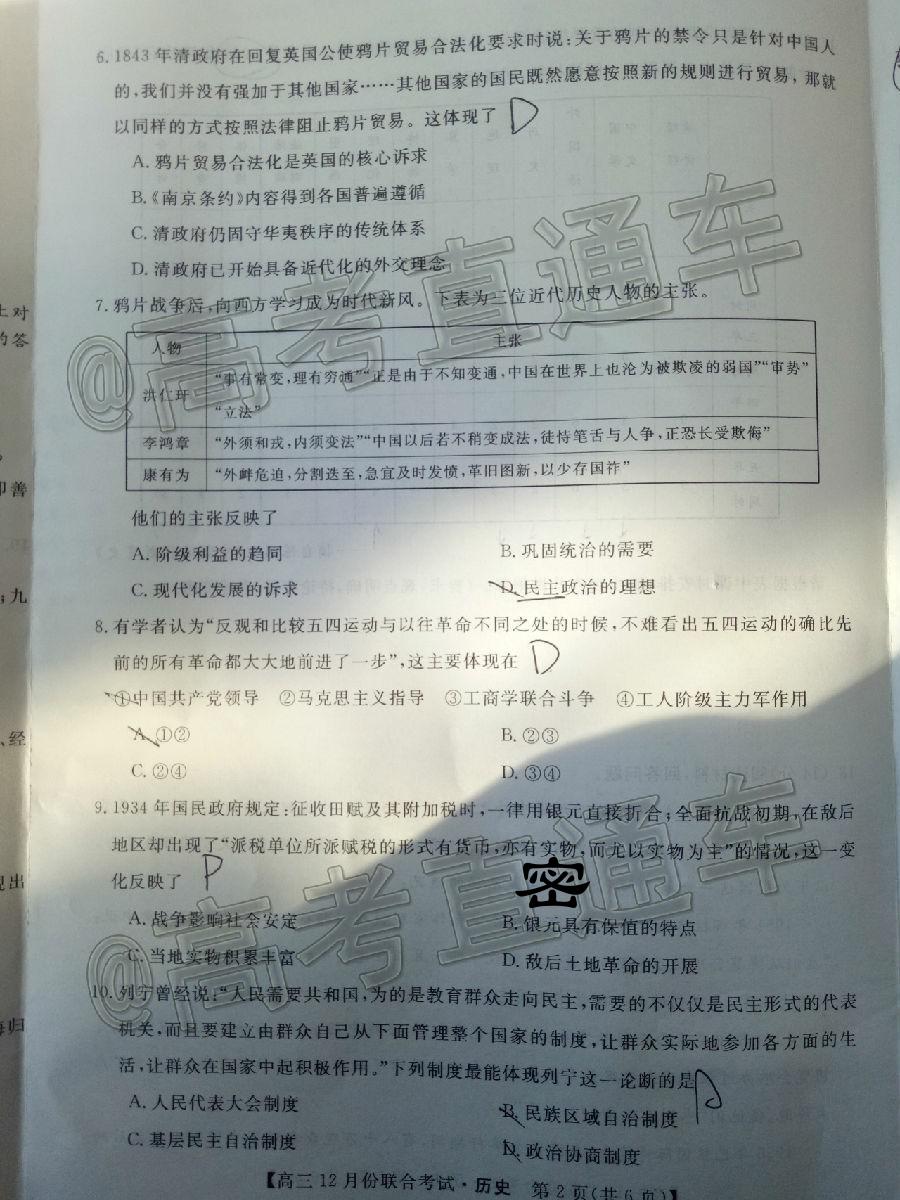 6. 1843年清政府在回复英国公使鸦片贸易合法化要求时说:关于鸦片的禁令只是针对中国人
的,我们并没有强加于其他国家……其他国家的国民既然愿意按照新的规则进行贸易,那就
以同样的方式按照法律阻止鸦片贸易。这体现了 D
A. 鸦片贸易合法化是英国的核心诉求
B.《南京条约》内容得到各国普遍遵循
C. 清政府仍固守华夷秩序的传统体系
D. 清政府已开始具备近代化的外交理念
7. 鸦片战争后,向西方学习成为时代新风。下表为三位近代历史人物的主张。
人物 主张
洪仁玕 “事有常变,理有穷通”“正是由于不知变通,中国在世界上也沦为被欺凌的弱国”“审势”
“立法”
李鸿章 “外须和戎,内须变法”“中国以后若不稍变成法,徒恃笔舌与人争,正恐长受欺侮”
康有为 “外衅危迫,分割迭至,急宜及时发愤,革旧图新,以少存国祚”
他们的主张反映了
A. 阶级利益的趋同 B. 巩固统治的需要
C. 现代化发展的诉求 D. 民主政治的理想
8. 有学者认为“反观和比较五四运动与以往革命不同之处的时候,不难看出五四运动的确比先
前的所有革命都大大地前进了一步”,这主要体现在 D
①中国共产党领导 ②马克思主义指导 ③工商学联合斗争 ④工人阶级主力军作用
A. ①② B. ②③
C. ②④ D. ③④
9. 1934年国民政府规定:征收田赋及其附加税时,一律用银元直接折合;全面抗战初期,在敌后
地区却出现了“派税单位所派赋税的形式有货币,亦有实物,而尤以实物为主”的情况,这一变
化反映了
A. 战争影响社会安定 B. 银元具有保值的特点
C. 当地实物积累丰富 D. 敌后土地革命的开展
密
10. 列宁曾经说:“人民需要共和国,为的是教育群众走向民主,需要的不仅仅是民主形式的代表
机关,而且要建立由群众自己从下面管理整个国家的制度,让群众实际地参加各方面的生
活,让群众在国家中起积极作用。”下列制度最能体现列宁这一论断的是
A. 人民代表大会制度 B. 民族区域自治制度
C. 基层民主自治制度 D. 政治协商制度
【高三12月份联合考试·历史 第2页(共6页)】
@高考直通车
@高考直通车
上对
的答
即善
;九
、经
现出
海归